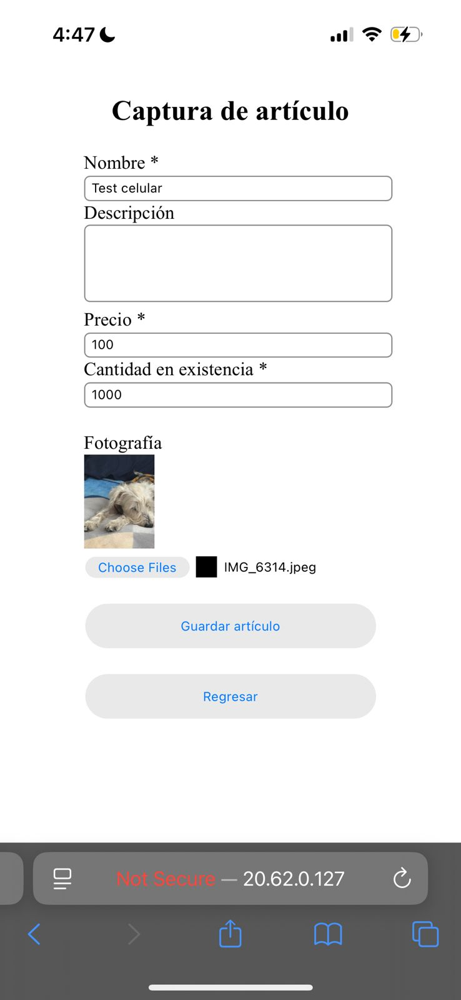 4:47
Captura de artículo
Nombre *
Test celular
Descripción
Precio *
100
Cantidad en existencia *
1000
Fotografía
Choose Files IMG_6314.jpeg
Guardar artículo
Regresar
Not Secure — 20.62.0.127